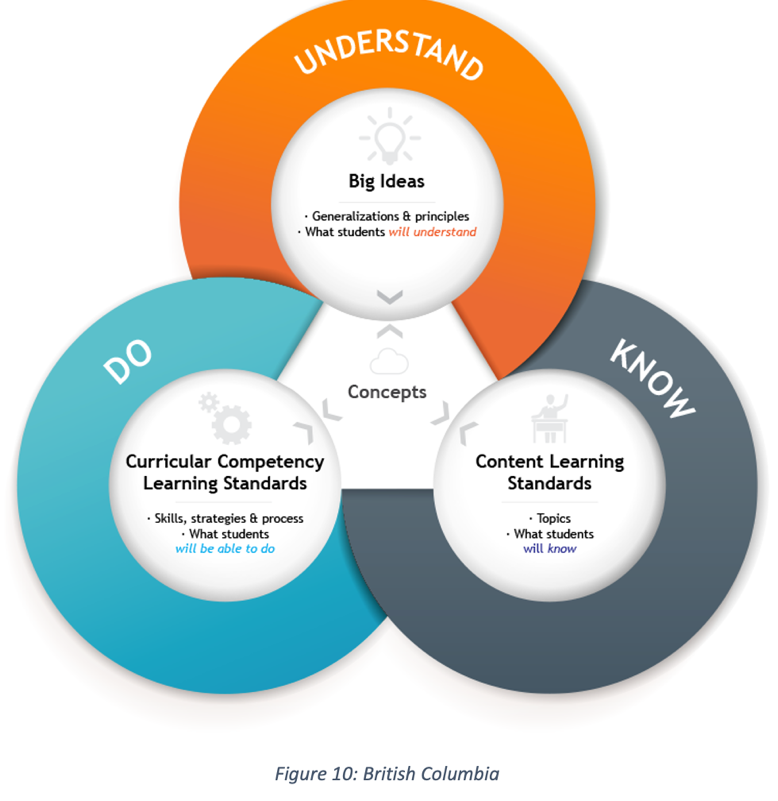 UNDERSTAND
Big Ideas
· Generalizations & principles
· What students will understand
DO
KNOW
Concepts
Curricular Competency
Learning Standards
· Skills, strategies & process
· What students
will be able to do
Content Learning
Standards
· Topics
· What students
will know
Figure 10: British Columbia